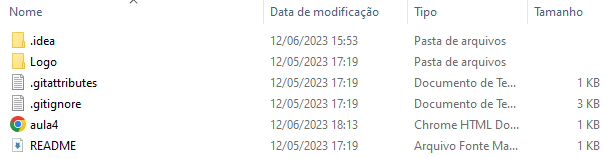 Nome Data de modificação Tipo Tamanho
.idea 12/06/2023 15:53 Pasta de arquivos
Logo 12/05/2023 17:19 Pasta de arquivos
.gitattributes 12/05/2023 17:19 Documento de Te... 1 KB
.gitignore 12/05/2023 17:19 Documento de Te... 3 KB
aula4 12/06/2023 18:13 Chrome HTML Do... 1 KB
README 12/05/2023 17:19 Arquivo Fonte Ma... 1 KB